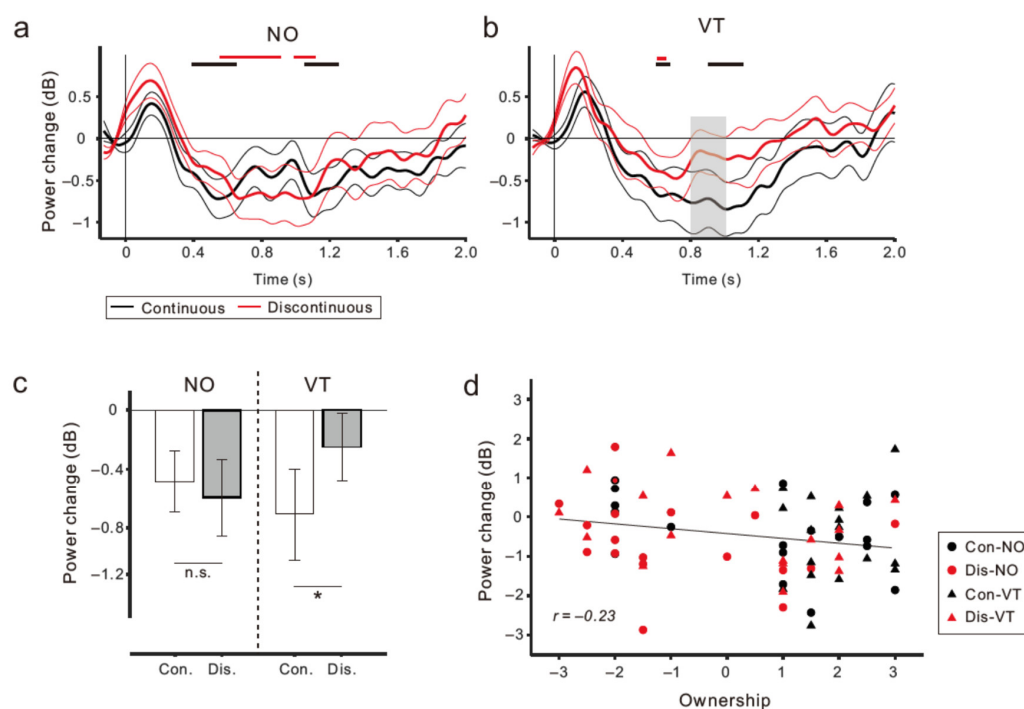 a
NO
Power change (dB)
0.5
0
−0.5
−1
0
0.4
0.8
1.2
1.6
2.0
Time (s)
b
VT
0.5
0
−0.5
−1
0
0.4
0.8
1.2
1.6
2.0
Time (s)
Continuous
Discontinuous
c
NO
VT
Power change (dB)
0
−0.4
−0.8
−1.2
n.s.
*
Con.
Dis.
Con.
Dis.
d
Power change (dB)
3
2
1
0
−1
−2
−3
r = −0.23
−3
−2
−1
0
1
2
3
Ownership
Con-NO
Dis-NO
Con-VT
Dis-VT